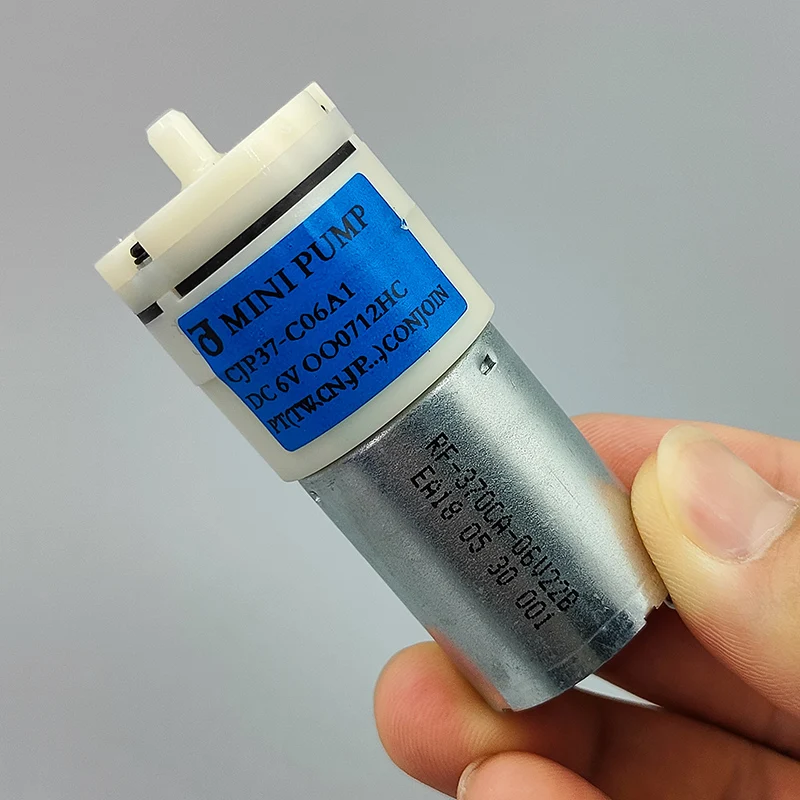 MINI PUMP
CJP37-C06A1
DC 6V OO0712HC
PT(TW.CN.JP..)CONJOIN
RF-370CA-06V22B
EA18 05 30 001